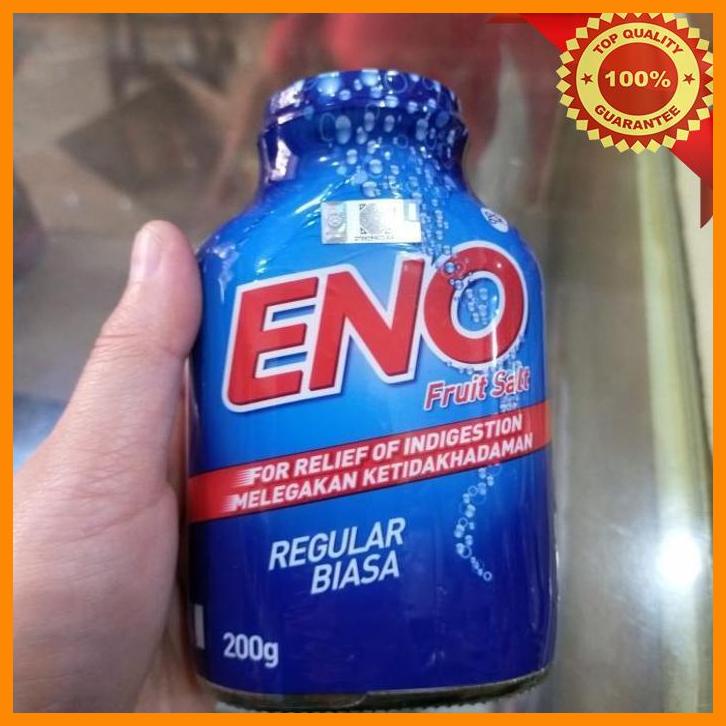 TOP QUALITY
100%
GUARANTEE
ENO
Fruit Salt
FOR RELIEF OF INDIGESTION
MELEGAKAN KETIDAKHADAMAN
REGULAR
BIASA
200g